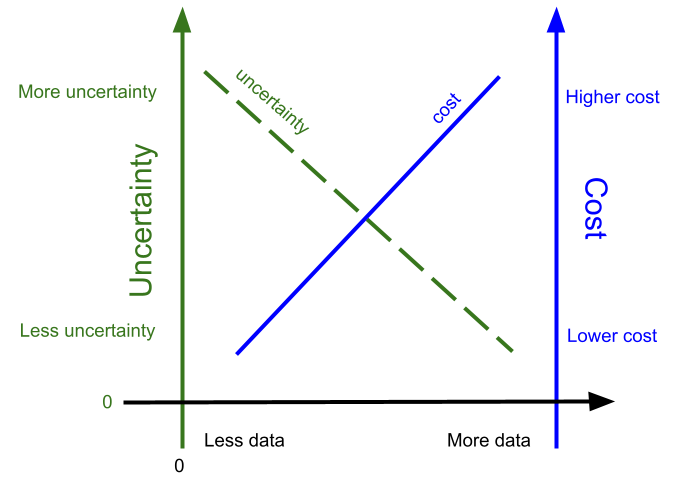 uncertainty
cost
More uncertainty
Higher cost
Uncertainty
Cost
Less uncertainty
Lower cost
0
Less data
More data
0